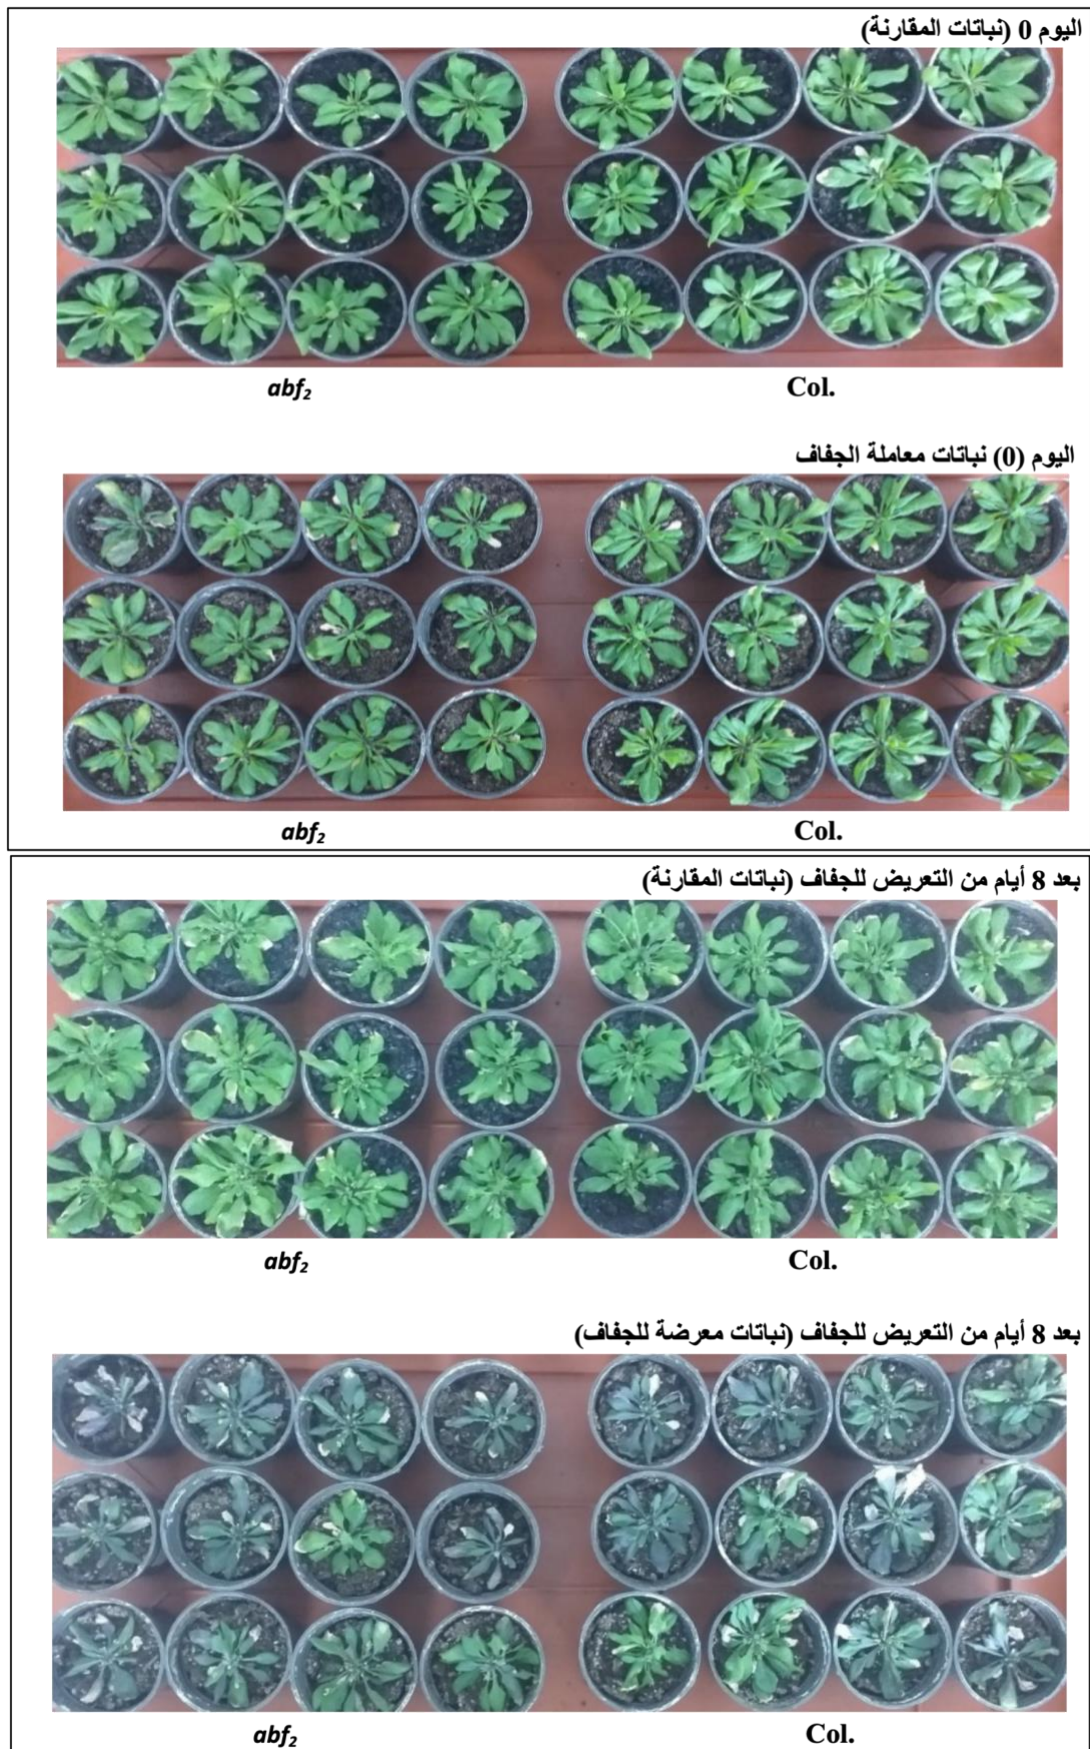 اليوم 0 (نباتات المقارنة)
abf₂ Col.
اليوم (0) نباتات معاملة الجفاف
abf₂ Col.
بعد 8 أيام من التعريض للجفاف (نباتات المقارنة)
abf₂ Col.
بعد 8 أيام من التعريض للجفاف (نباتات معرضة للجفاف)
abf₂ Col.